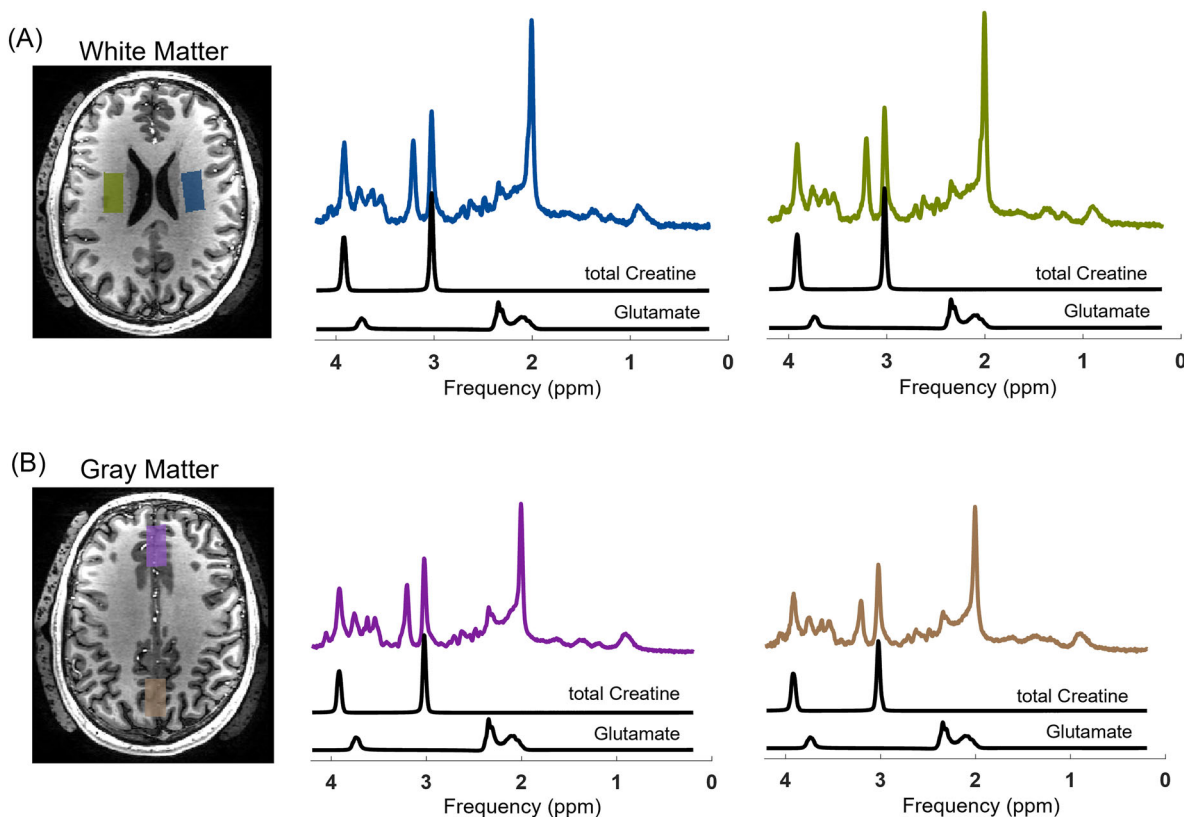 (A)
White Matter
total Creatine
Glutamate
4 3 2 1 0
Frequency (ppm)
total Creatine
Glutamate
4 3 2 1 0
Frequency (ppm)
(B)
Gray Matter
total Creatine
Glutamate
4 3 2 1 0
Frequency (ppm)
total Creatine
Glutamate
4 3 2 1 0
Frequency (ppm)